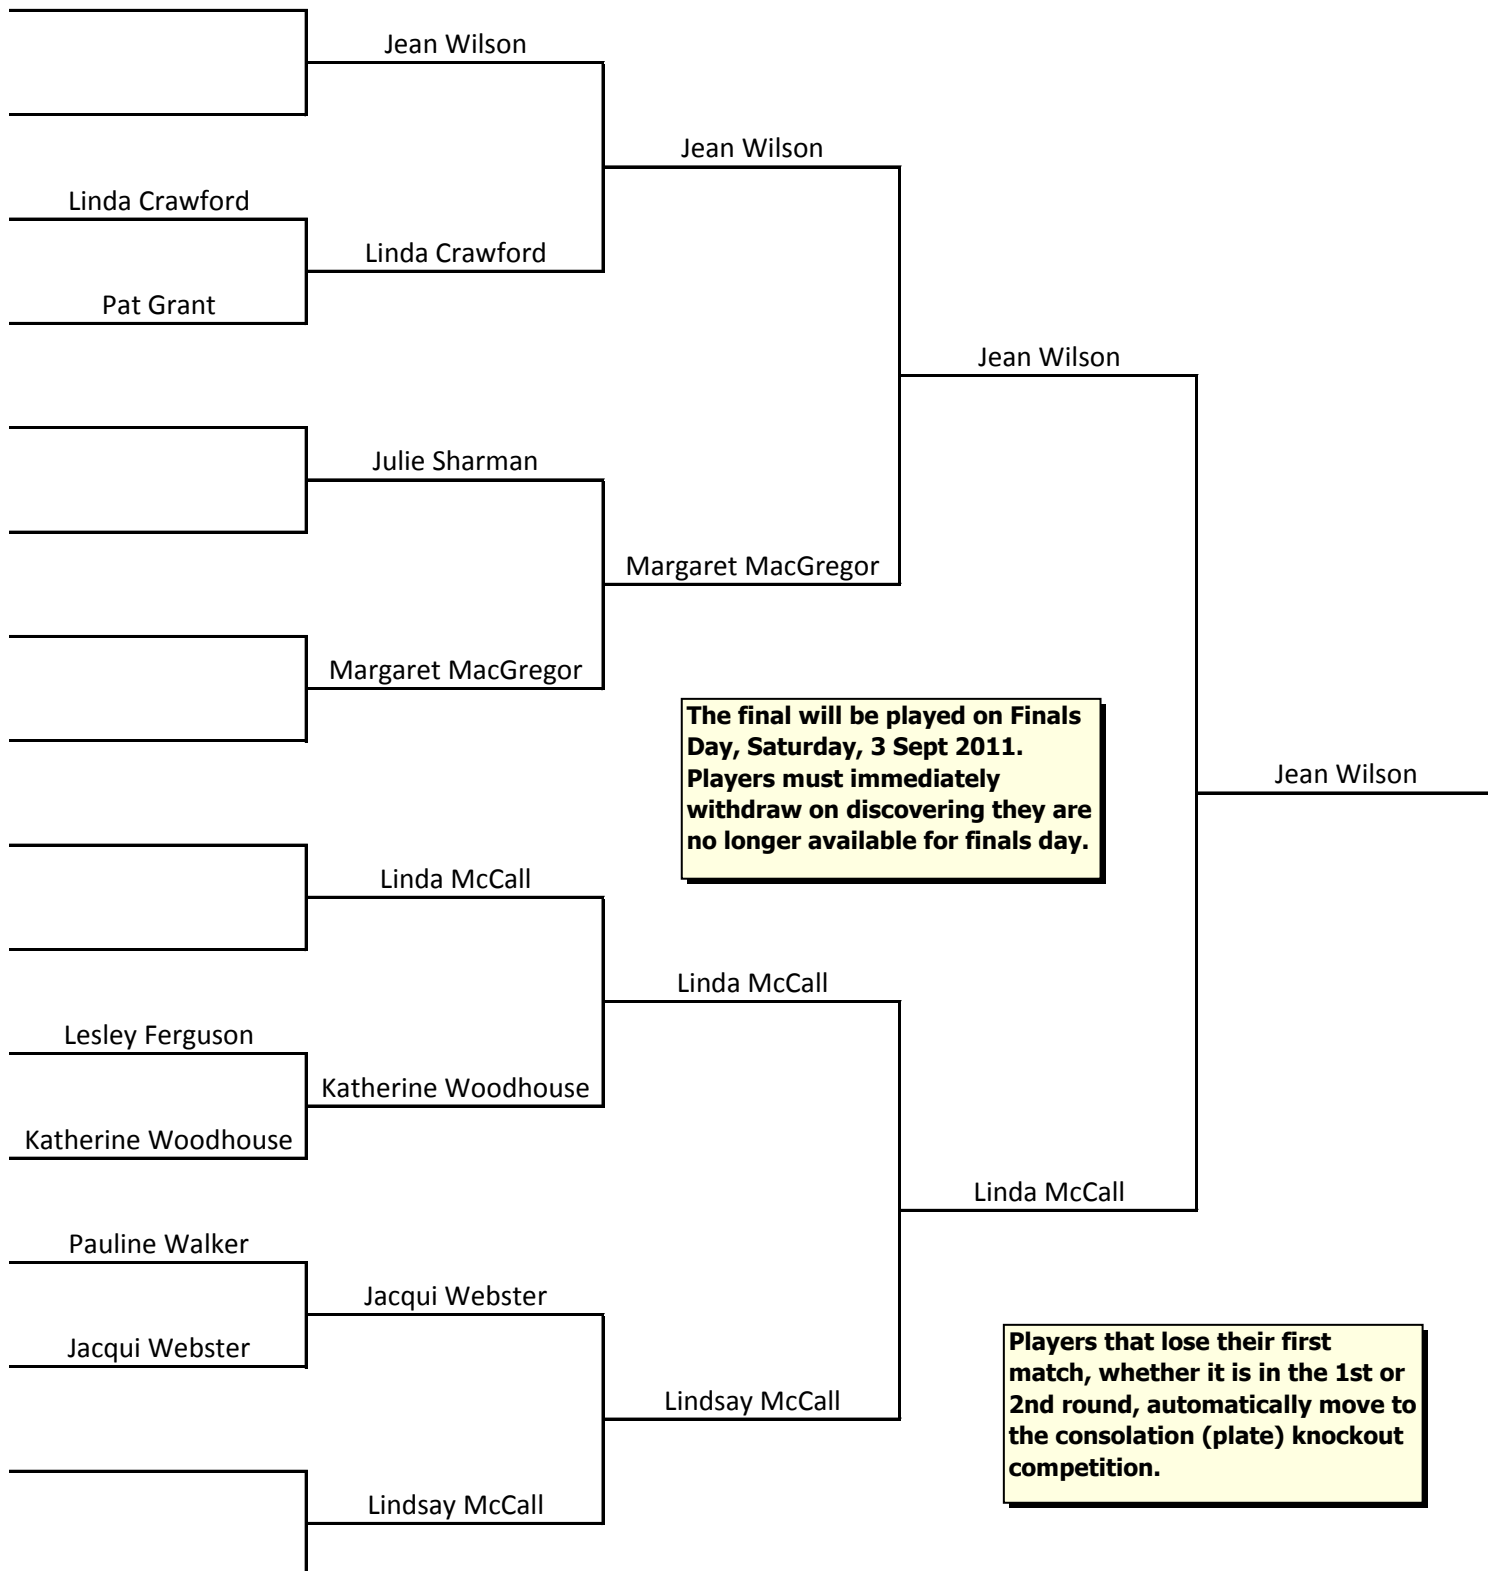 Jean Wilson
Jean Wilson
Linda Crawford
Linda Crawford
Pat Grant
Jean Wilson
Julie Sharman
Margaret MacGregor
Margaret MacGregor
The final will be played on Finals
Day, Saturday, 3 Sept 2011.
Players must immediately
withdraw on discovering they are
no longer available for finals day.
Jean Wilson
Linda McCall
Linda McCall
Lesley Ferguson
Katherine Woodhouse
Katherine Woodhouse
Linda McCall
Pauline Walker
Jacqui Webster
Jacqui Webster
Players that lose their first
match, whether it is in the 1st or
2nd round, automatically move to
the consolation (plate) knockout
competition.
Lindsay McCall
Lindsay McCall